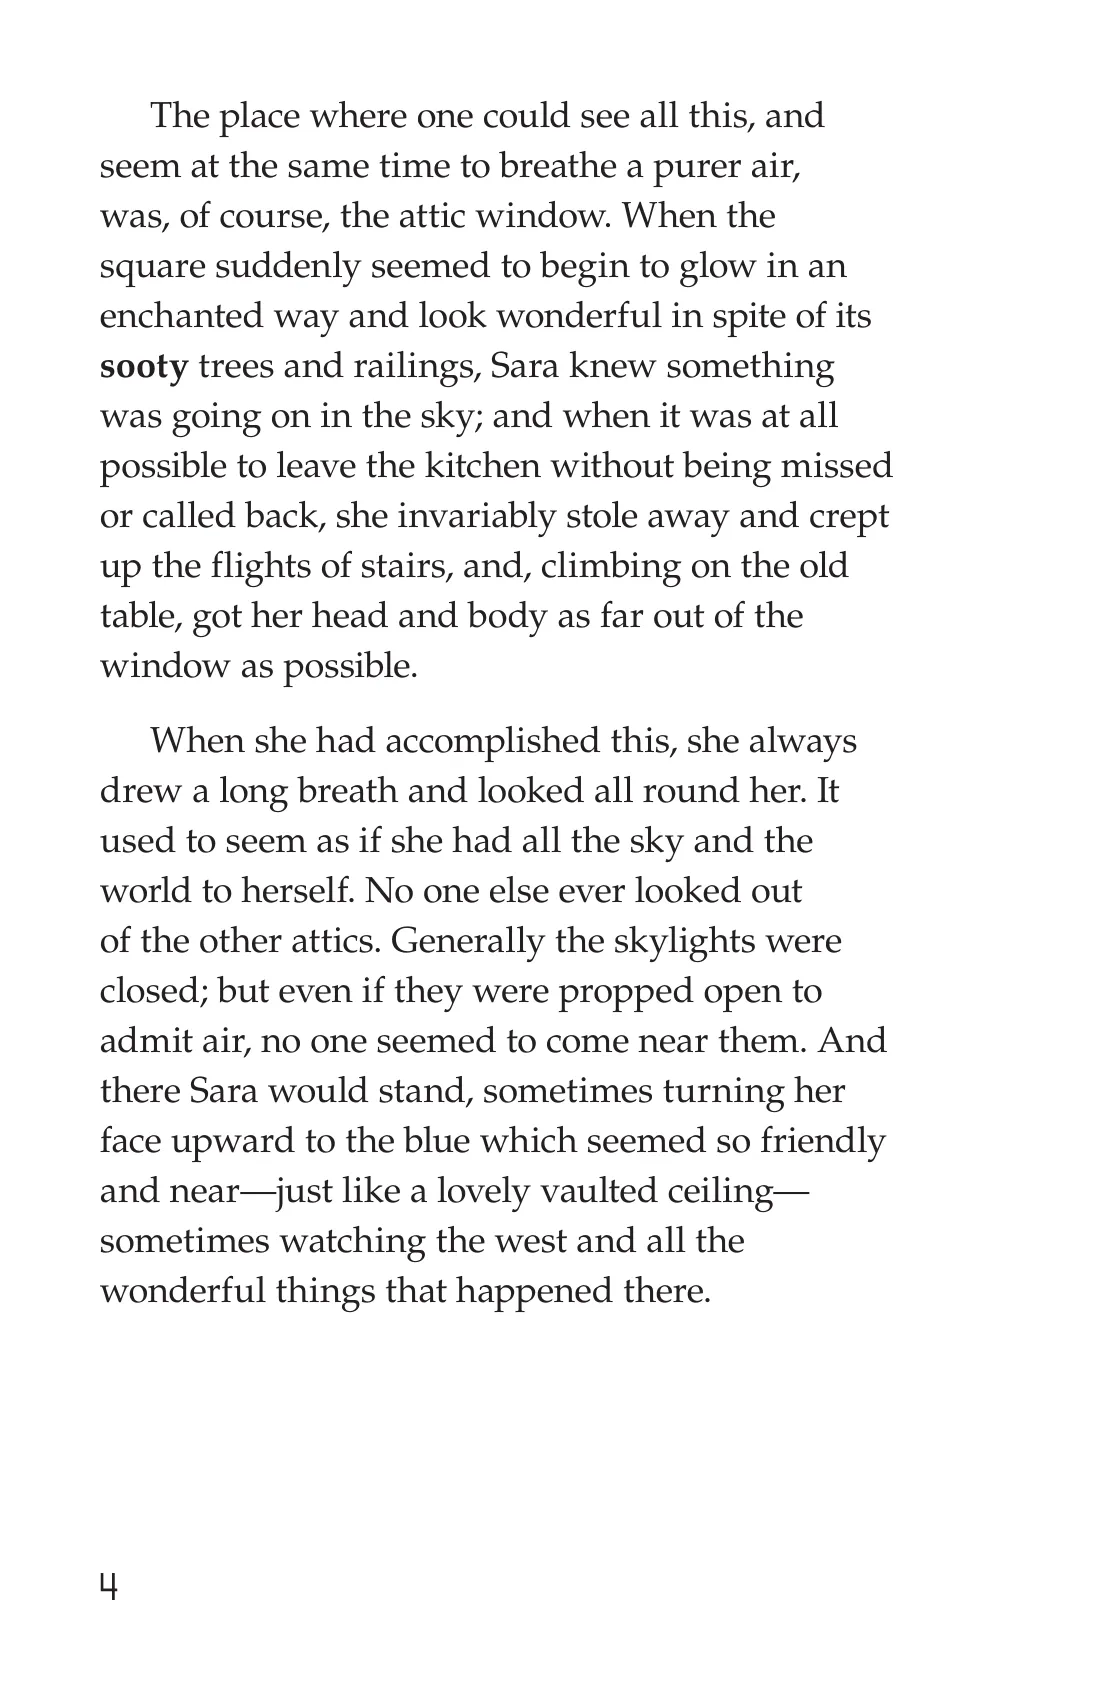 The place where one could see all this, and
seem at the same time to breathe a purer air,
was, of course, the attic window. When the
square suddenly seemed to begin to glow in an
enchanted way and look wonderful in spite of its
sooty trees and railings, Sara knew something
was going on in the sky; and when it was at all
possible to leave the kitchen without being missed
or called back, she invariably stole away and crept
up the flights of stairs, and, climbing on the old
table, got her head and body as far out of the
window as possible.
When she had accomplished this, she always
drew a long breath and looked all round her. It
used to seem as if she had all the sky and the
world to herself. No one else ever looked out
of the other attics. Generally the skylights were
closed; but even if they were propped open to
admit air, no one seemed to come near them. And
there Sara would stand, sometimes turning her
face upward to the blue which seemed so friendly
and near—just like a lovely vaulted ceiling—
sometimes watching the west and all the
wonderful things that happened there.
4